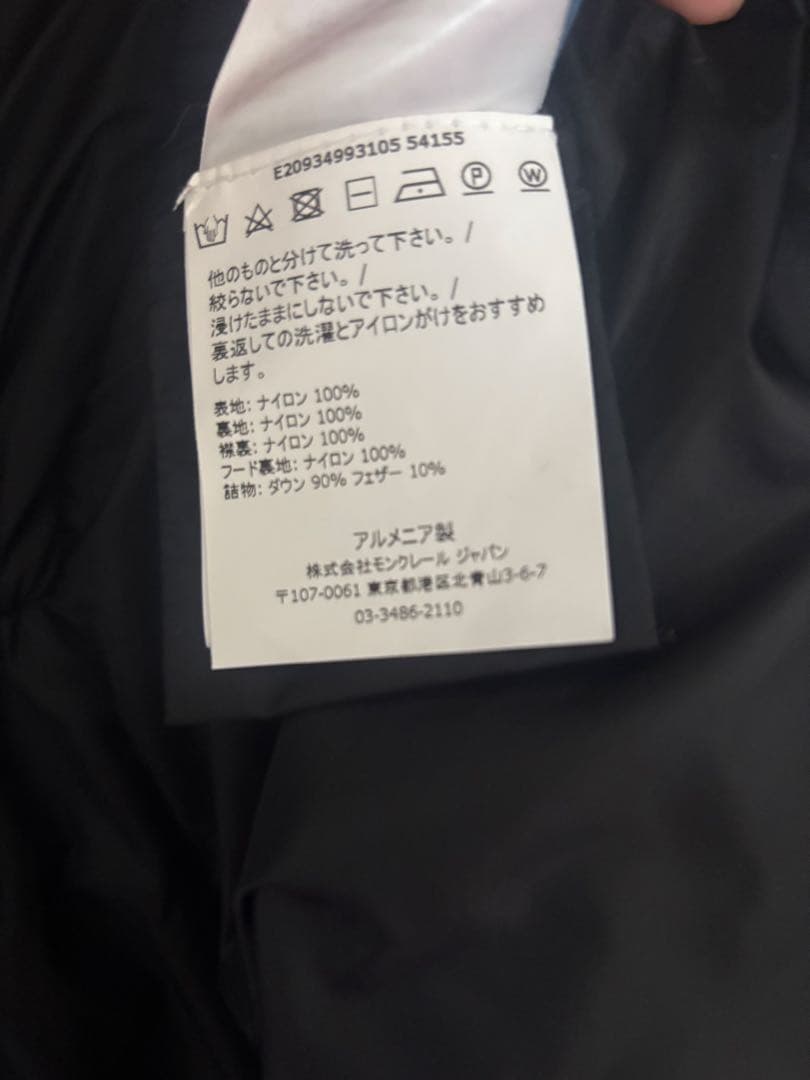 E20934993105 54155
P W
他のものと分けて洗って下さい。/
絞らないで下さい。/
浸けたままにしないで下さい。/
裏返しての洗濯とアイロンがけをおすすめ
します。
表地: ナイロン 100%
裏地: ナイロン 100%
襟裏: ナイロン 100%
フード裏地: ナイロン 100%
詰物: ダウン 90% フェザー 10%
アルメニア製
株式会社モンクレール ジャパン
〒107-0061 東京都港区北青山3-6-7
03-3486-2110